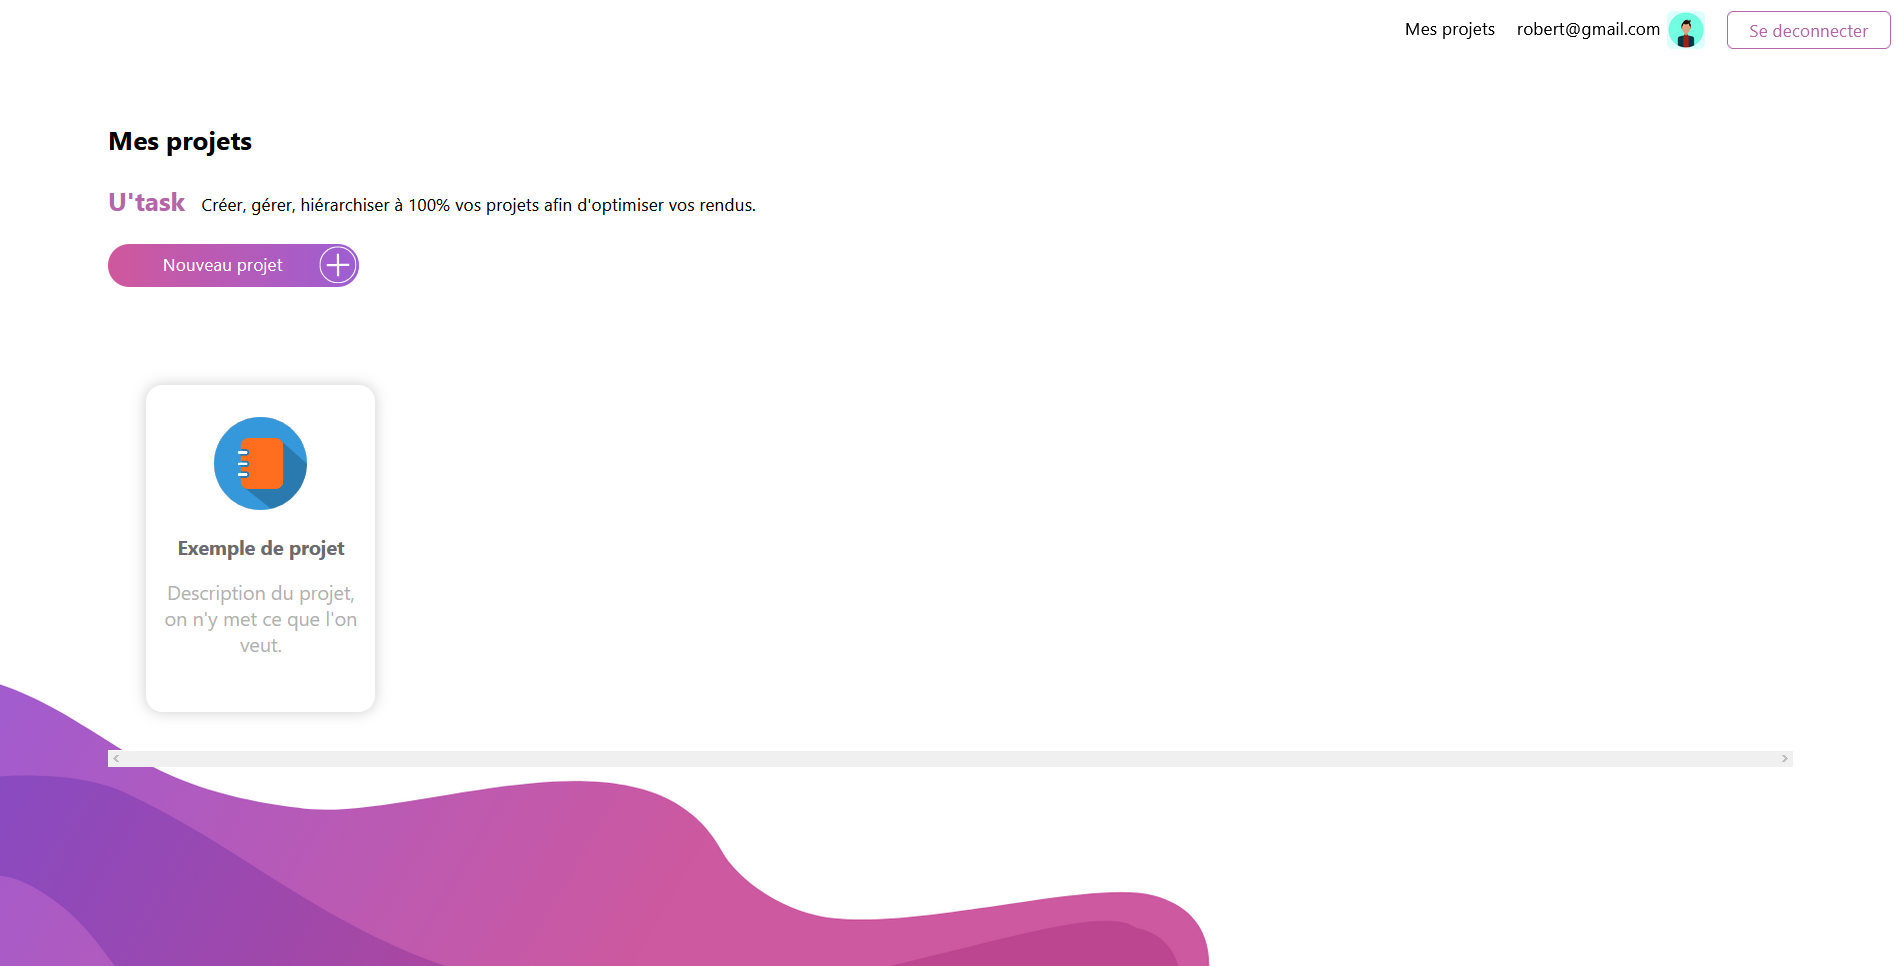 Mes projets robert@gmail.com Se deconnecter
Mes projets
U'task Créer, gérer, hiérarchiser à 100% vos projets afin d'optimiser vos rendus.
Nouveau projet
Exemple de projet
Description du projet,
on n'y met ce que l'on
veut.